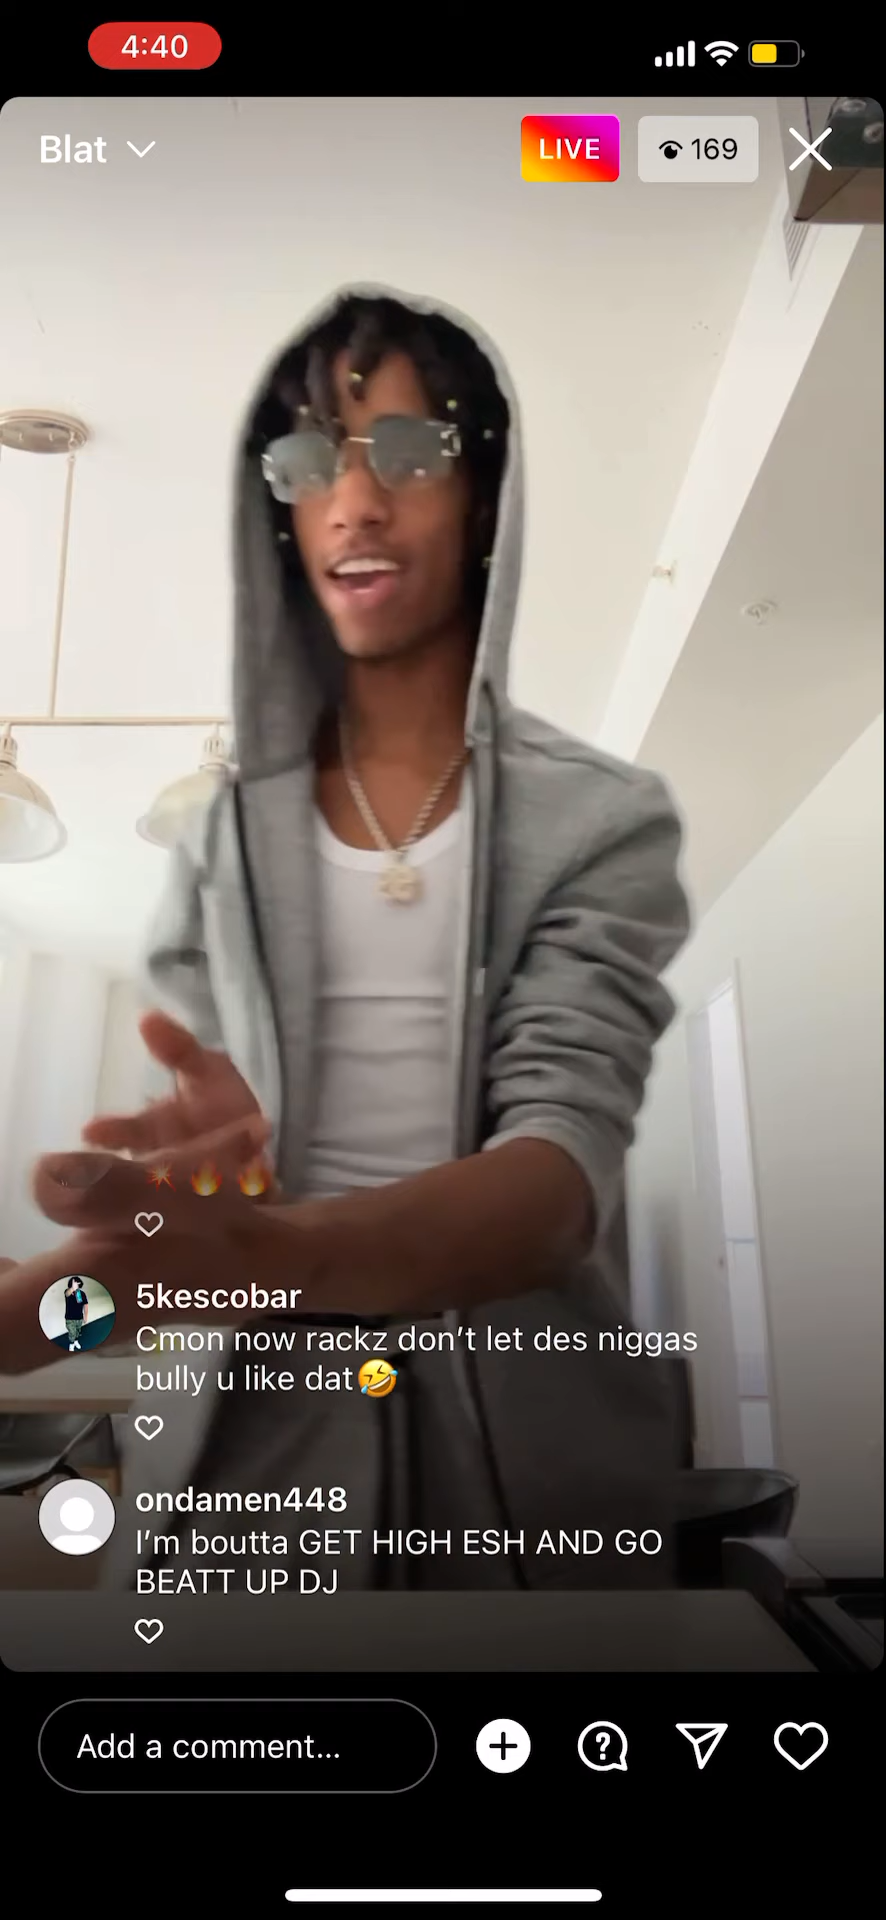 4:40
Blat
LIVE
169
5kescobar
Cmon now rackz don’t let des niggas
bully u like dat🤣
ondamen448
I’m boutta GET HIGH ESH AND GO
BEATT UP DJ
Add a comment...